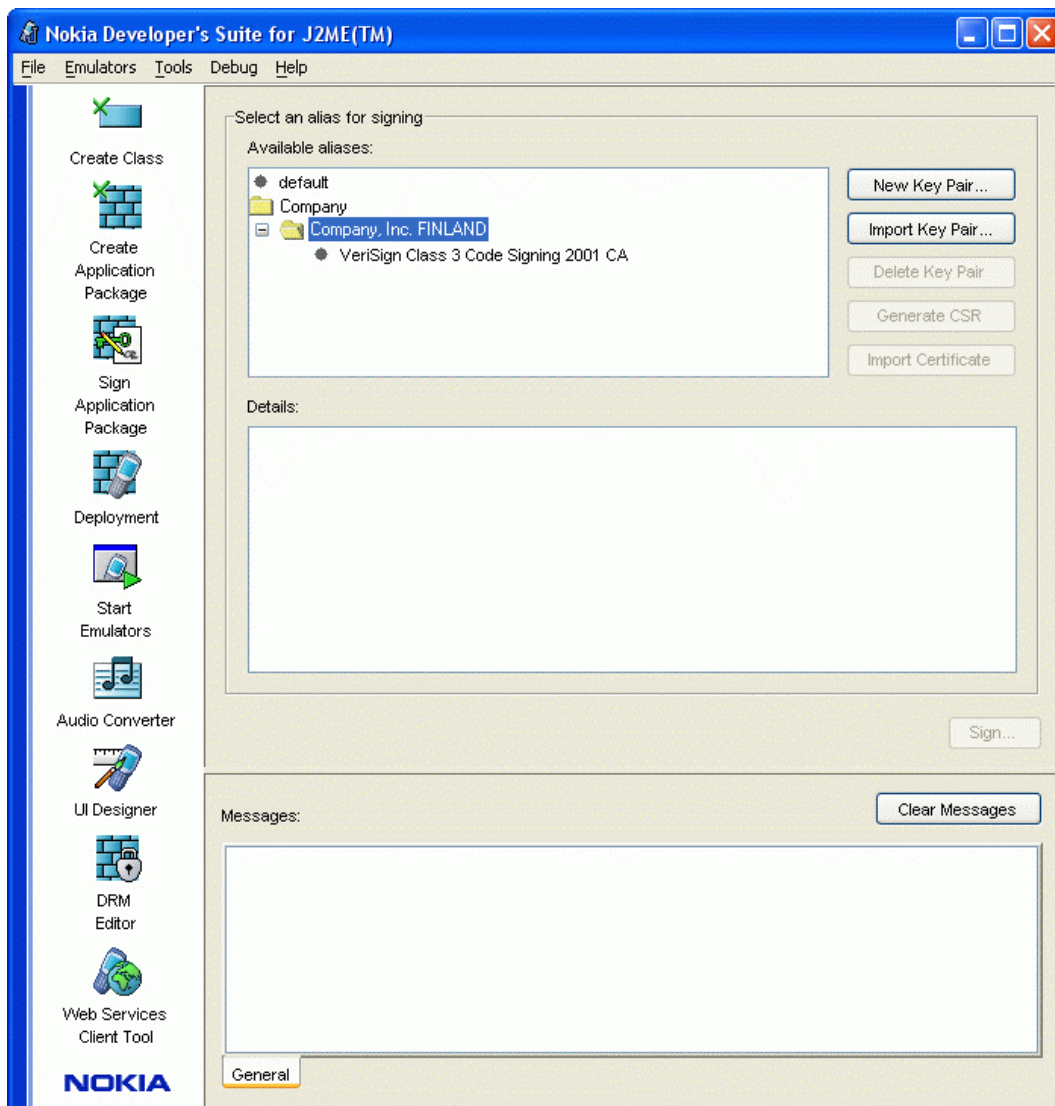 Nokia Developer's Suite for J2ME(TM)
File Emulators Tools Debug Help
Create Class
Create
Application
Package
Sign
Application
Package
Deployment
Start
Emulators
Audio Converter
UI Designer
DRM
Editor
Web Services
Client Tool
NOKIA
Select an alias for signing
Available aliases:
default
Company
Company, Inc. FINLAND
VeriSign Class 3 Code Signing 2001 CA
New Key Pair...
Import Key Pair...
Delete Key Pair
Generate CSR
Import Certificate
Details:
Sign...
Messages:
Clear Messages
General